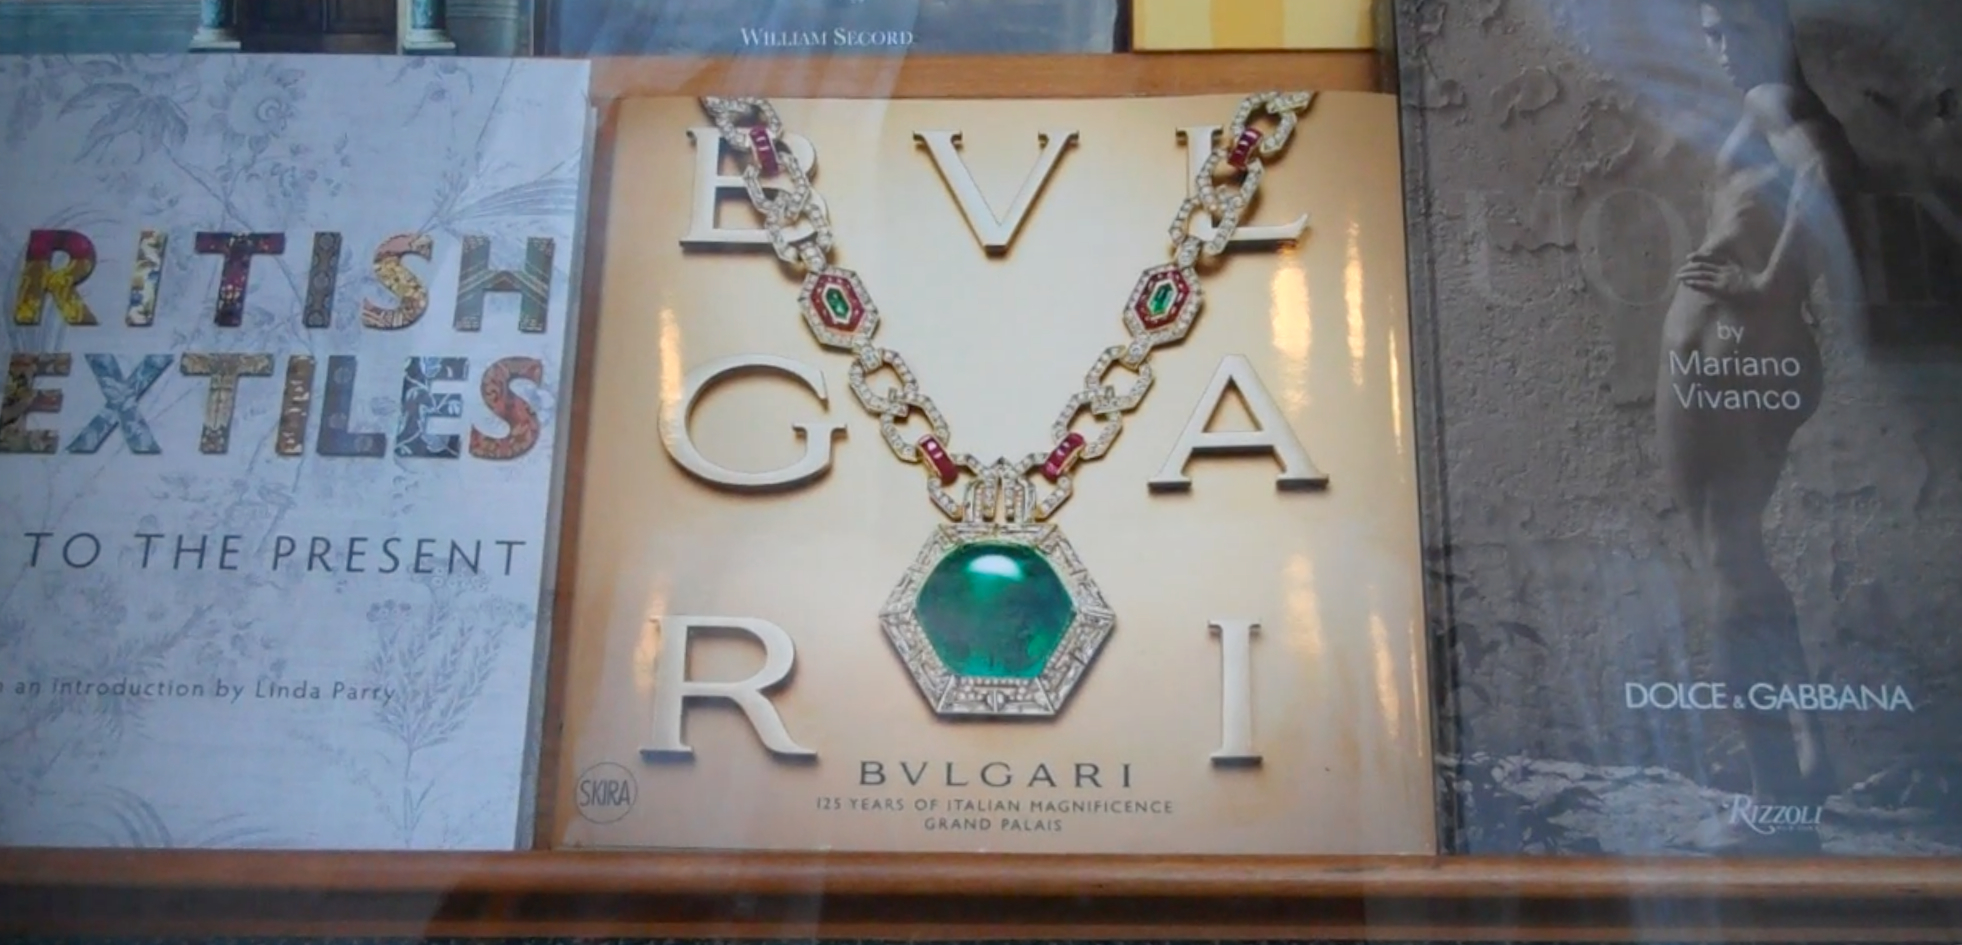 WILLIAM SECORD
RITISH
EXTILES
TO THE PRESENT
an introduction by Linda Parry
B V L
G A
R I
SKIRA
BVLGARI
125 YEARS OF ITALIAN MAGNIFICENCE
GRAND PALAIS
by
Mariano
Vivanco
DOLCE & GABBANA
RIZZOLI